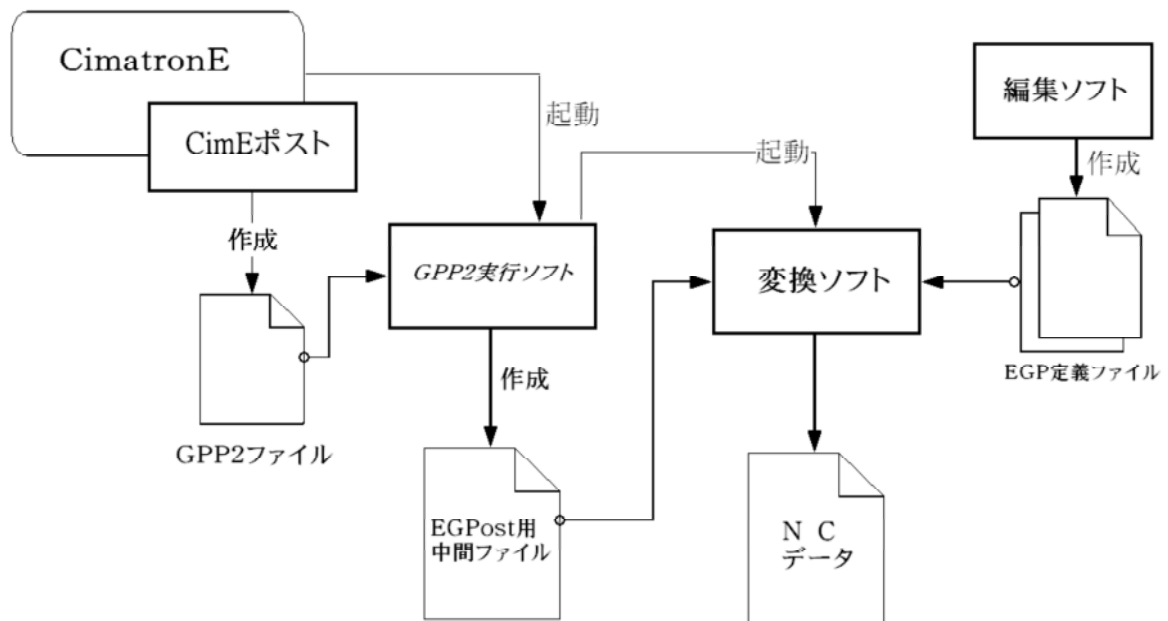 CimatronE
CimEポスト
起動
編集ソフト
作成
起動
作成
GPP2実行ソフト
変換ソフト
EGP定義ファイル
GPP2ファイル
作成
EGPost用
中間ファイル
N C
データ